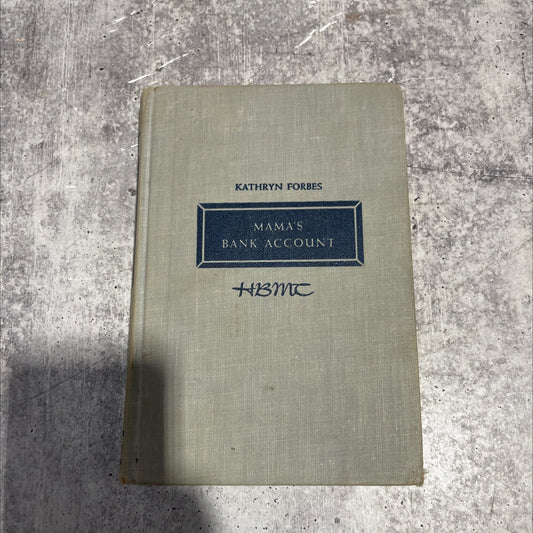 KATHRYN FORBES
MAMA'S
BANK ACCOUNT
HBMC